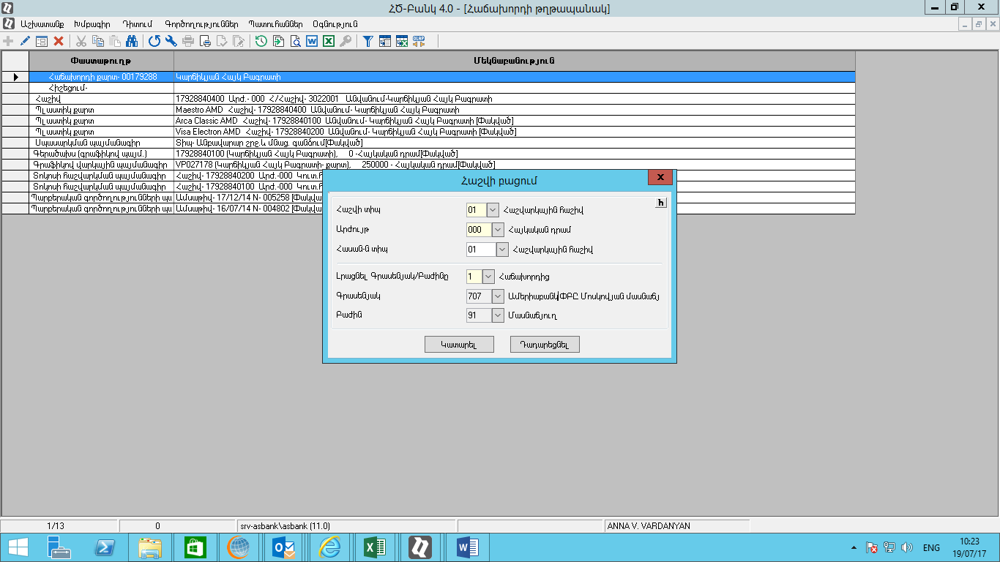 ՀԾ-Բանկ 4.0 - [Հաճախորդի թղթապանակ]
Աշխատանք Խմբագիր Դիտում Գործողություններ Պատուհաններ Օգնություն
Փաստաթուղթ Մեկնաբանություն
Հաճախորդի քարտ- 00179288 Կարճիկյան Հայկ Բագրատի
Հիշեցում-
Հաշիվ 17928840400 Արժ.- 000 Հ/Հաշիվ- 3022001 Անվանում-Կարճիկյան Հայկ Բագրատի
Պլաստիկ քարտ Maestro AMD Հաշիվ- 17928840400 Անվանում- Կարճիկյան Հայկ Բագրատի
Պլաստիկ քարտ Arca Classic AMD Հաշիվ- 17928840100 Անվանում- Կարճիկյան Հայկ Բագրատի [Փակված]
Պլաստիկ քարտ Visa Electron AMD Հաշիվ- 17928840200 Անվանում- Կարճիկյան Հայկ Բագրատի [Փակված]
Սպասարկման պայմանագիր Տիպ- Անբավարար շրջ.և մնաց. գանձում[Փակված]
Գերածախս (գրաֆիկով պայմ.) 17928840100 (Կարճիկյան Հայկ Բագրատի), 0 -Հայկական դրամ[Փակված]
Գրաֆիկով վարկային պայմանագիր VP027178 (Կարճիկյան Հայկ Բագրատի- քարտ), 250000 - Հայկական դրամ[Փակված]
Տոկոսի հաշվարկման պայմանագիր Հաշիվ- 17928840200 Արժ.-000 Կուտ.
Տոկոսի հաշվարկման պայմանագիր Հաշիվ- 17928840100 Արժ.-000 Կուտ.
Պարբերական գործողությունների պա Ամսաթիվ- 17/12/14 N- 005258 [Փակվա
Պարբերական գործողությունների պա Ամսաթիվ- 16/07/14 N- 004802 [Փակվա
Հաշվի բացում
h
Հաշվի տիպ 01 Հաշվարկային հաշիվ
Արժույթ 000 Հայկական դրամ
Հասան-ն տիպ 01 Հաշվարկային հաշիվ
Լրացնել Գրասենյակ/Բաժինը 1 Հաճախորդից
Գրասենյակ 707 Ամերիաբանկ ՓԲԸ Մոսկովյան մասնաճյ
Բաժին 91 Մասնաճյուղ
Կատարել Դադարեցնել
1/13 0 srv-asbank\asbank (11.0) ANNA V. VARDANYAN
ENG 10:23
19/07/17